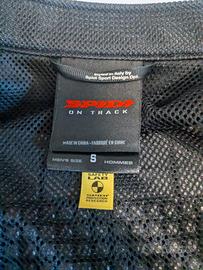 Designed in Italy by
Spidi Sport Design Dpt.
SPIDI
ON TRACK
MADE IN CHINA - FABRIQUÉ EN CHINE
MEN'S SIZE S HOMMES
SAFETY
LAB
RESEARCH